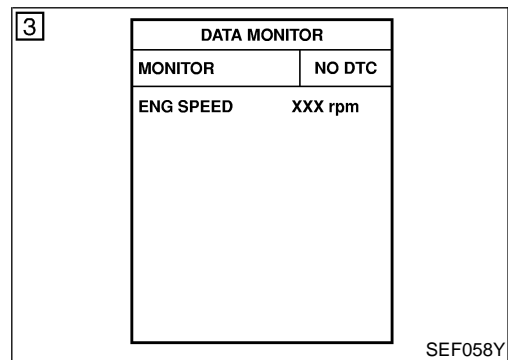 3
DATA MONITOR
MONITOR NO DTC
ENG SPEED XXX rpm
SEF058Y